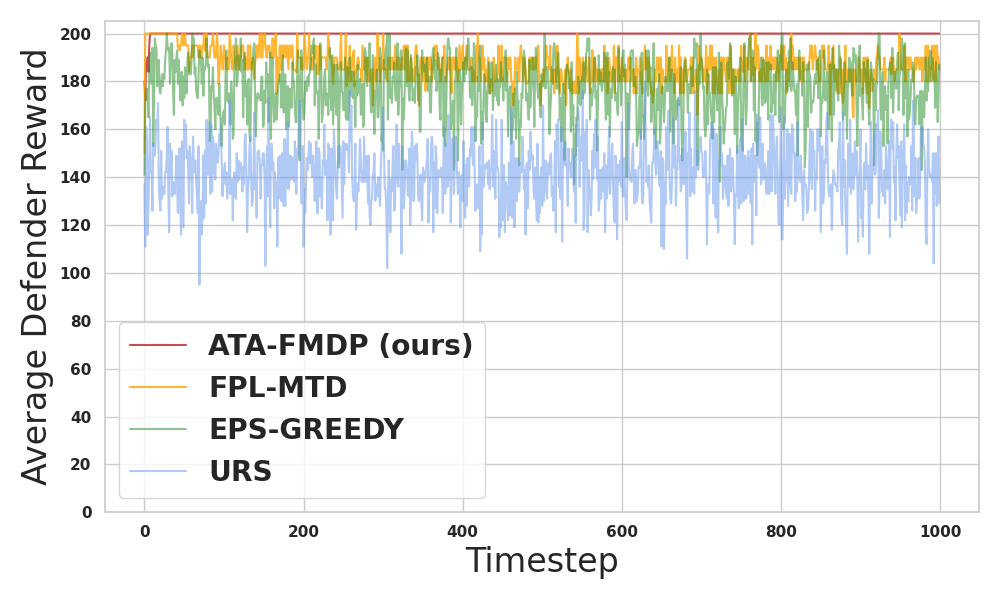 Average Defender Reward
200
180
160
140
120
100
80
60
40
20
0
ATA-FMDP (ours)
FPL-MTD
EPS-GREEDY
URS
0 200 400 600 800 1000
Timestep